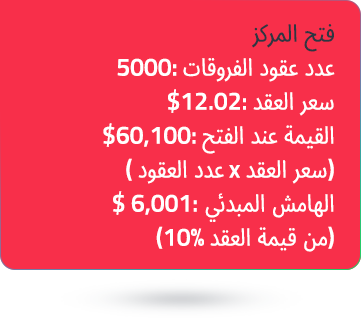 فتح المركز
عدد عقود الفروقات :5000
سعر العقد :12.02$
القيمة عند الفتح :60,100$
(سعر العقد x عدد العقود )
الهامش المبدئي :6,001 $
(من قيمة العقد %10)